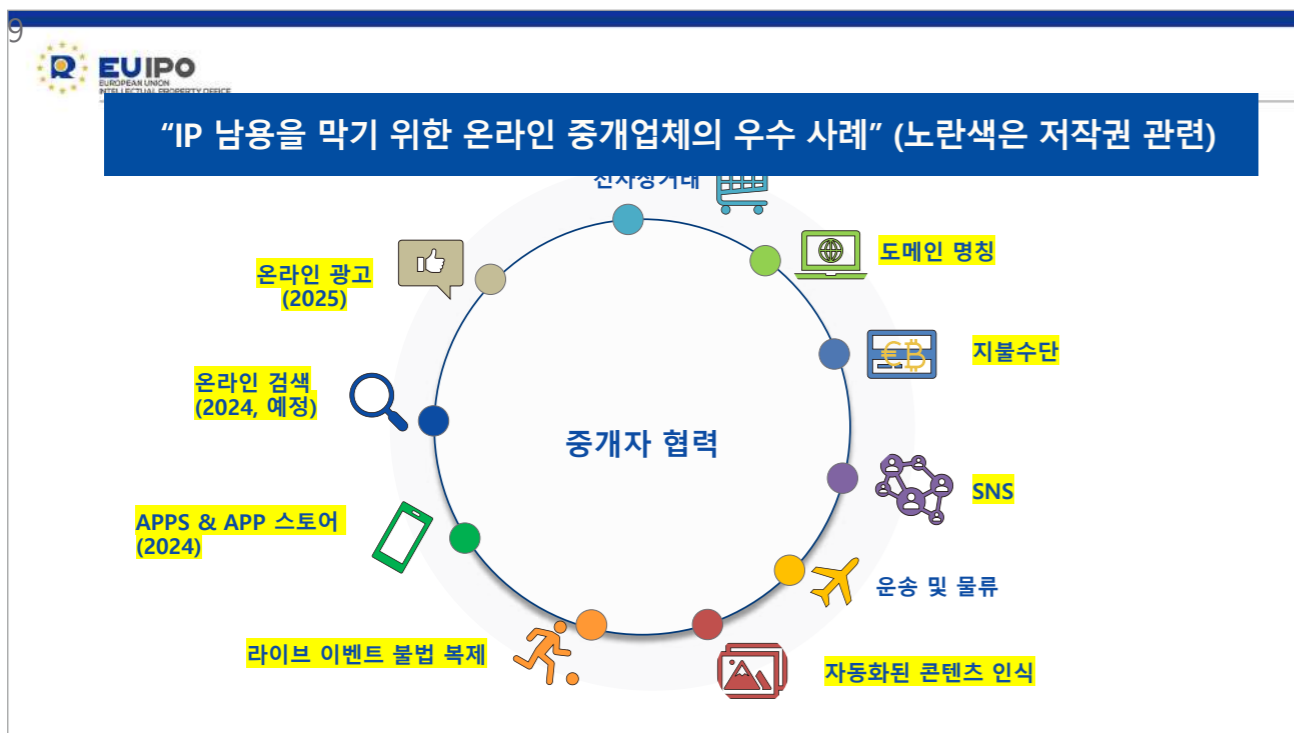 9
EUIPO
EUROPEAN UNION
INTELLECTUAL PROPERTY OFFICE
“IP 남용을 막기 위한 온라인 중개업체의 우수 사례” (노란색은 저작권 관련)
전자상거래
도메인 명칭
온라인 광고
(2025)
지불수단
온라인 검색
(2024, 예정)
중개자 협력
SNS
APPS & APP 스토어
(2024)
운송 및 물류
라이브 이벤트 불법 복제
자동화된 콘텐츠 인식